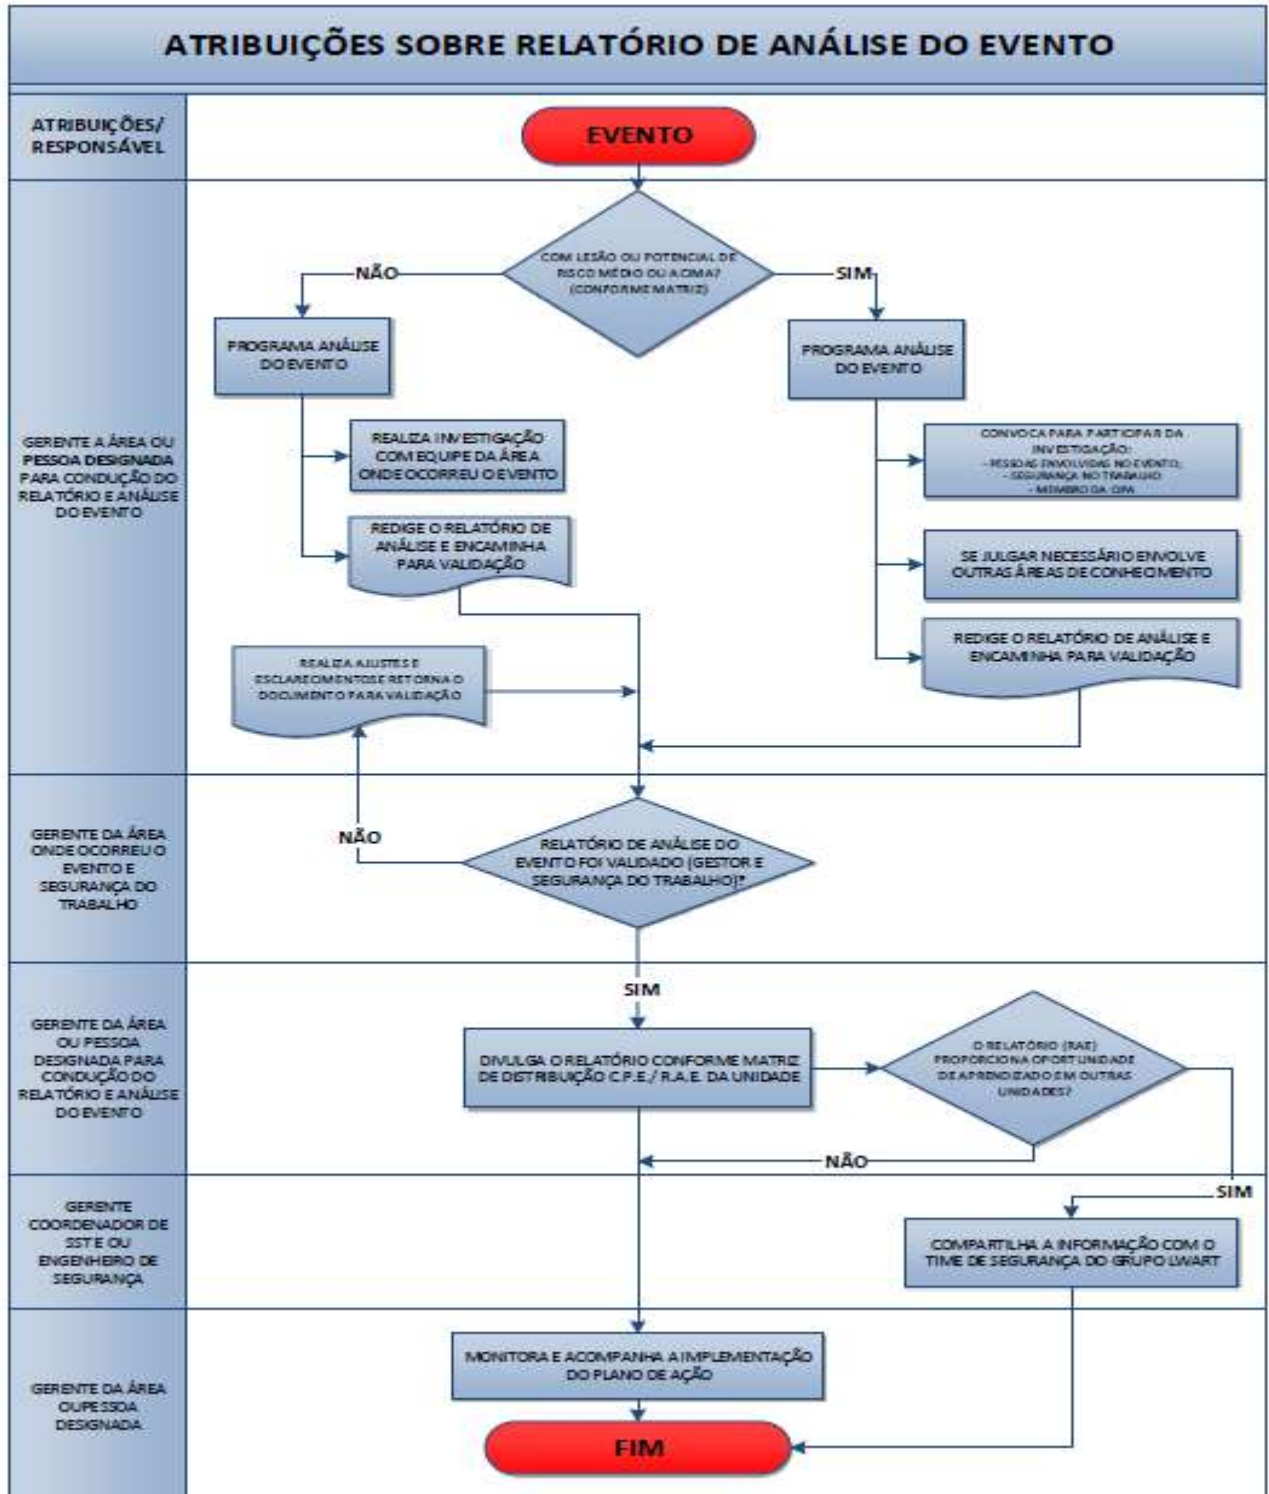 ATRIBUIÇÕES SOBRE RELATÓRIO DE ANÁLISE DO EVENTO
ATRIBUIÇÕES/
RESPONSÁVEL
EVENTO
GERENTE A ÁREA OU
PESSOA DESIGNADA
PARA CONDUÇÃO DO
RELATÓRIO E ANÁLISE
DO EVENTO
COM LESÃO OU POTENCIAL DE
RISCO MÉDIO OU ACIMA?
(CONFORME MATRIZ)
NÃO
SIM
PROGRAMA ANÁLISE
DO EVENTO
PROGRAMA ANÁLISE
DO EVENTO
REALIZA INVESTIGAÇÃO
COM EQUIPE DA ÁREA
ONDE OCORREU O EVENTO
CONVOCA PARA PARTICIPAR DA
INVESTIGAÇÃO:
- PESSOAS ENVOLVIDAS NO EVENTO;
- SEGURANÇA NO TRABALHO
- MEMBRO DA CIPA
REDIGE O RELATÓRIO DE
ANÁLISE E ENCAMINHA
PARA VALIDAÇÃO
SE JULGAR NECESSÁRIO ENVOLVE
OUTRAS ÁREAS DE CONHECIMENTO
REDIGE O RELATÓRIO DE ANÁLISE E
ENCAMINHA PARA VALIDAÇÃO
REALIZA AJUSTES E
ESCLARECIMENTOS E RETORNA O
DOCUMENTO PARA VALIDAÇÃO
GERENTE DA ÁREA
ONDE OCORREU O
EVENTO E
SEGURANÇA DO
TRABALHO
NÃO
RELATÓRIO DE ANÁLISE DO
EVENTO FOI VALIDADO (GESTOR E
SEGURANÇA DO TRABALHO)?
SIM
GERENTE DA ÁREA
OU PESSOA
DESIGNADA PARA
CONDUÇÃO DO
RELATÓRIO E ANÁLISE
DO EVENTO
DIVULGA O RELATÓRIO CONFORME MATRIZ
DE DISTRIBUIÇÃO C.P.E./ R.A.E. DA UNIDADE
O RELATÓRIO (RAE)
PROPORCIONA OPORTUNIDADE
DE APRENDIZADO EM OUTRAS
UNIDADES?
NÃO
SIM
GERENTE
COORDENADOR DE
SST E OU
ENGENHEIRO DE
SEGURANÇA
COMPARTILHA A INFORMAÇÃO COM O
TIME DE SEGURANÇA DO GRUPO LWART
GERENTE DA ÁREA
OUPESSOA
DESIGNADA
MONITORA E ACOMPANHA A IMPLEMENTAÇÃO
DO PLANO DE AÇÃO
FIM